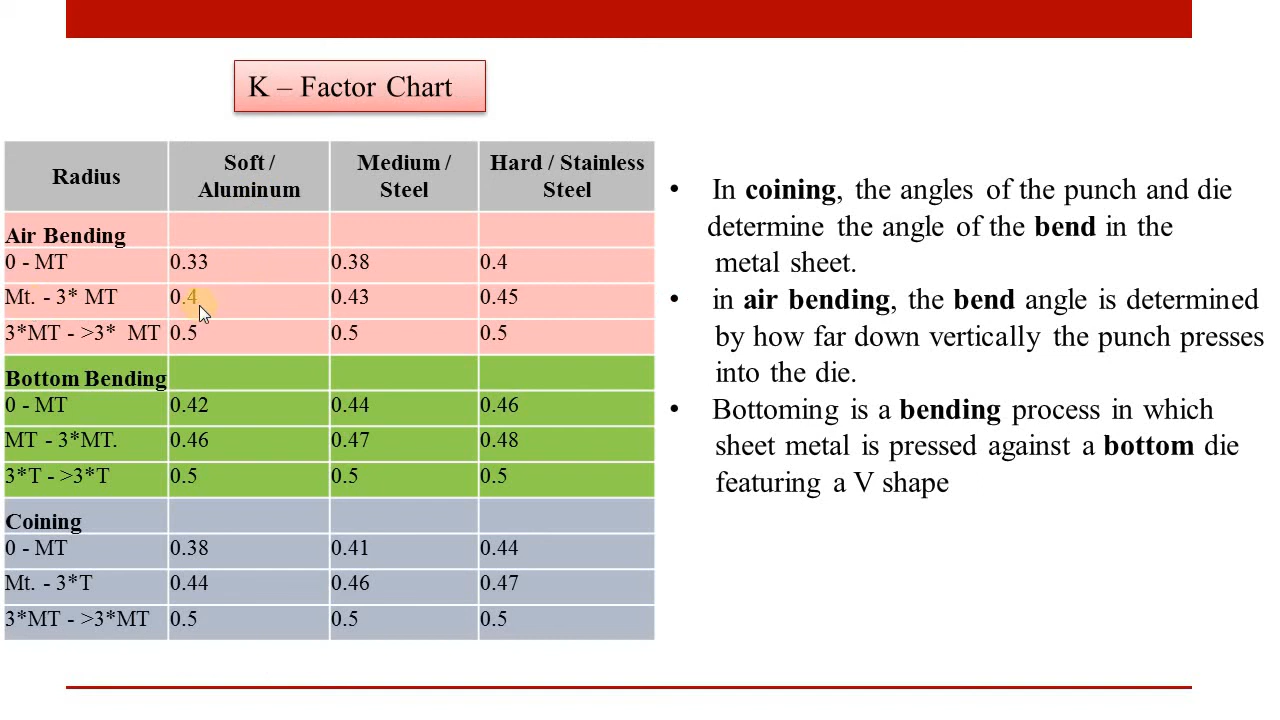 K – Factor Chart
Radius Soft / Aluminum Medium / Steel Hard / Stainless Steel
Air Bending
0 - MT 0.33 0.38 0.4
Mt. - 3* MT 0.4 0.43 0.45
3*MT - >3* MT 0.5 0.5 0.5
Bottom Bending
0 - MT 0.42 0.44 0.46
MT - 3*MT. 0.46 0.47 0.48
3*T - >3*T 0.5 0.5 0.5
Coining
0 - MT 0.38 0.41 0.44
Mt. - 3*T 0.44 0.46 0.47
3*MT - >3*MT 0.5 0.5 0.5
• In coining, the angles of the punch and die
determine the angle of the bend in the
metal sheet.
• in air bending, the bend angle is determined
by how far down vertically the punch presses
into the die.
• Bottoming is a bending process in which
sheet metal is pressed against a bottom die
featuring a V shape